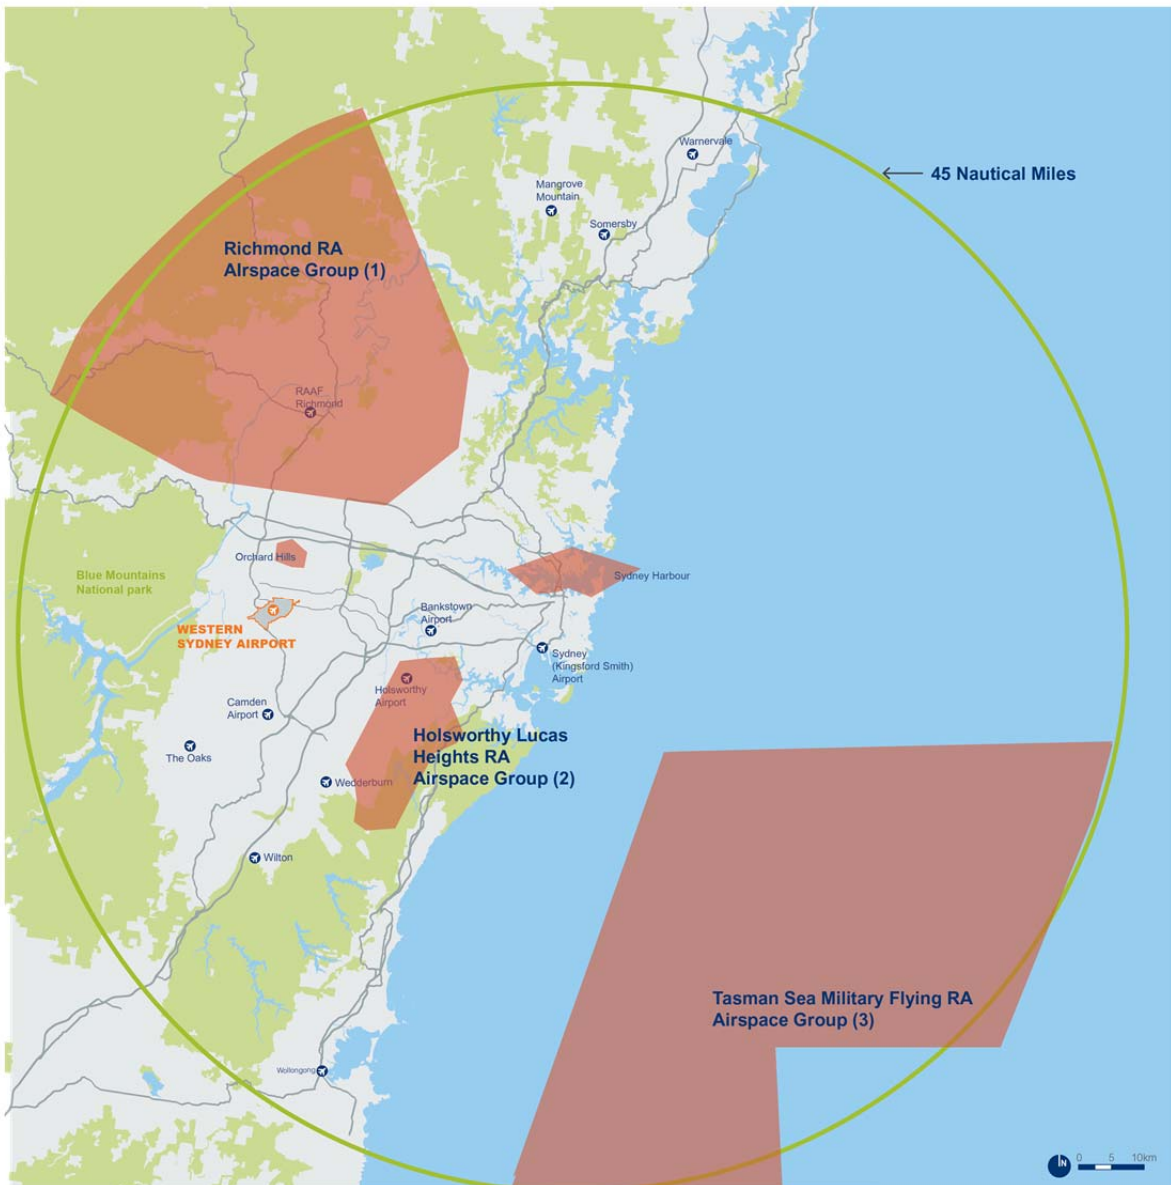 Warnervale
45 Nautical Miles
Mangrove
Mountain
Somersby
Richmond RA
AIrspace Group (1)
RAAF
Richmond
Orchard Hills
Sydney Harbour
Blue Mountains
National park
Bankstown
Airport
WESTERN
SYDNEY AIRPORT
Sydney
(Kingsford Smith)
Airport
Holsworthy
Airport
Camden
Airport
Holsworthy Lucas
Heights RA
Airspace Group (2)
The Oaks
Wedderburn
Wilton
Tasman Sea Military Flying RA
Airspace Group (3)
Wollongong
N
0 5 10km